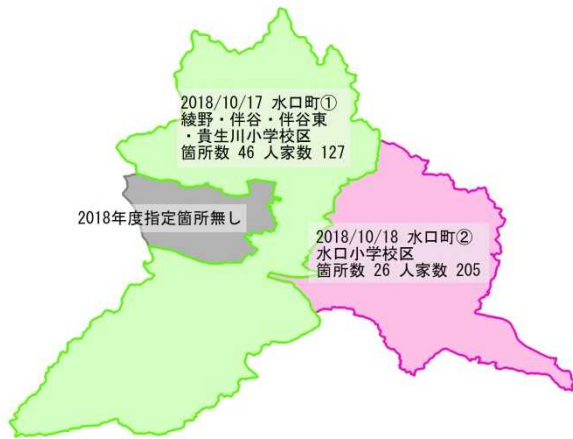 2018/10/17 水口町①
綾野・伴谷・伴谷東
・貴生川小学校区
箇所数 46 人家数 127
2018年度指定箇所無し
2018/10/18 水口町②
水口小学校区
箇所数 26 人家数 205